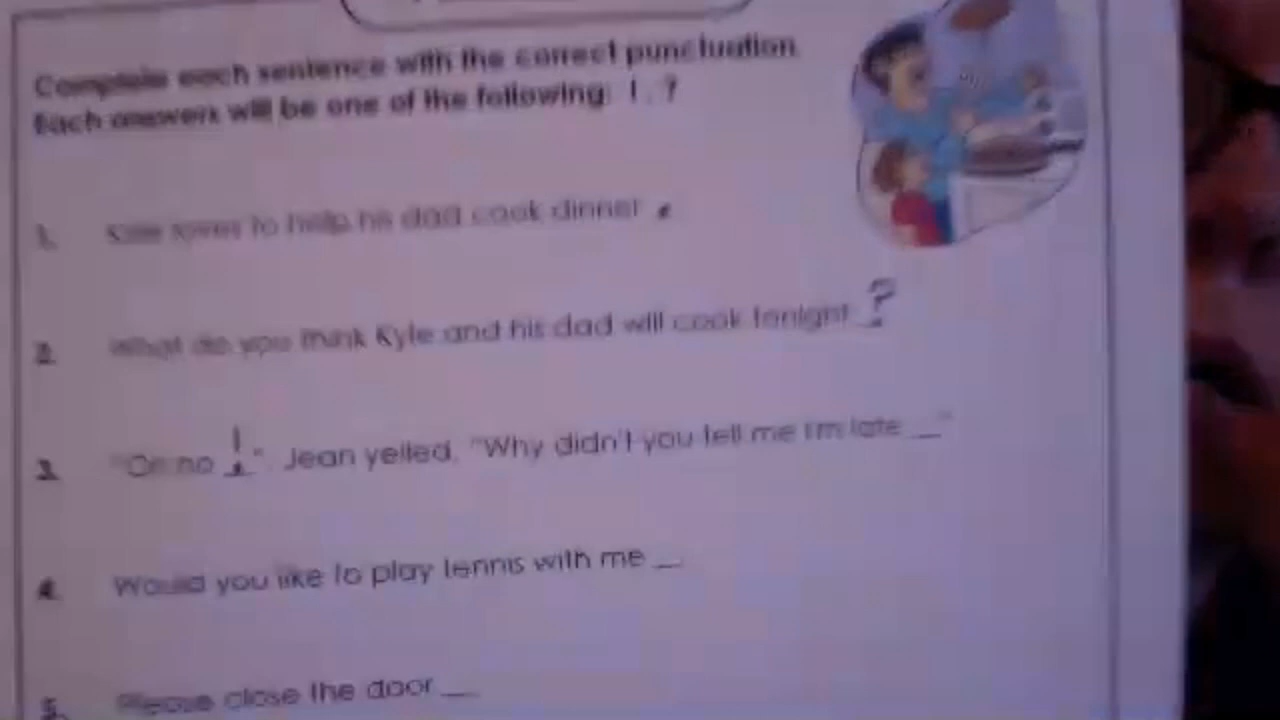 Complete each sentence with the correct punctuation.
Each answers will be one of the following: ! . ?
1. loves to help his dad cook dinner .
2. What do you think Kyle and his dad will cook tonight ?
3. "Oh no !" Jean yelled, "Why didn't you tell me I'm late __"
4. Would you like to play tennis with me __
5. Please close the door __